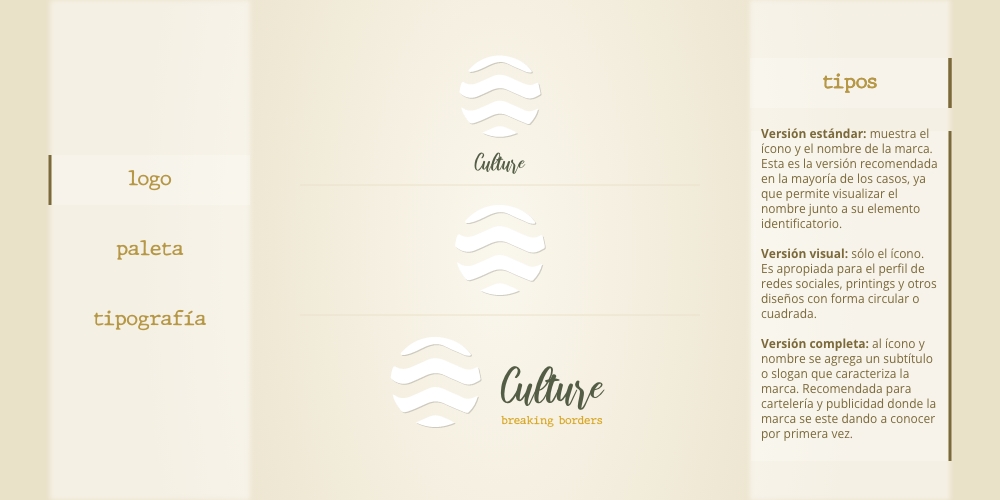 logo
paleta
tipografía
Culture
Culture
breaking borders
tipos
Versión estándar: muestra el
ícono y el nombre de la marca.
Esta es la versión recomendada
en la mayoría de los casos, ya
que permite visualizar el
nombre junto a su elemento
identificatorio.
Versión visual: sólo el ícono.
Es apropiada para el perfil de
redes sociales, printings y otros
diseños con forma circular o
cuadrada.
Versión completa: al ícono y
nombre se agrega un subtítulo
o slogan que caracteriza la
marca. Recomendada para
cartelería y publicidad donde la
marca se este dando a conocer
por primera vez.